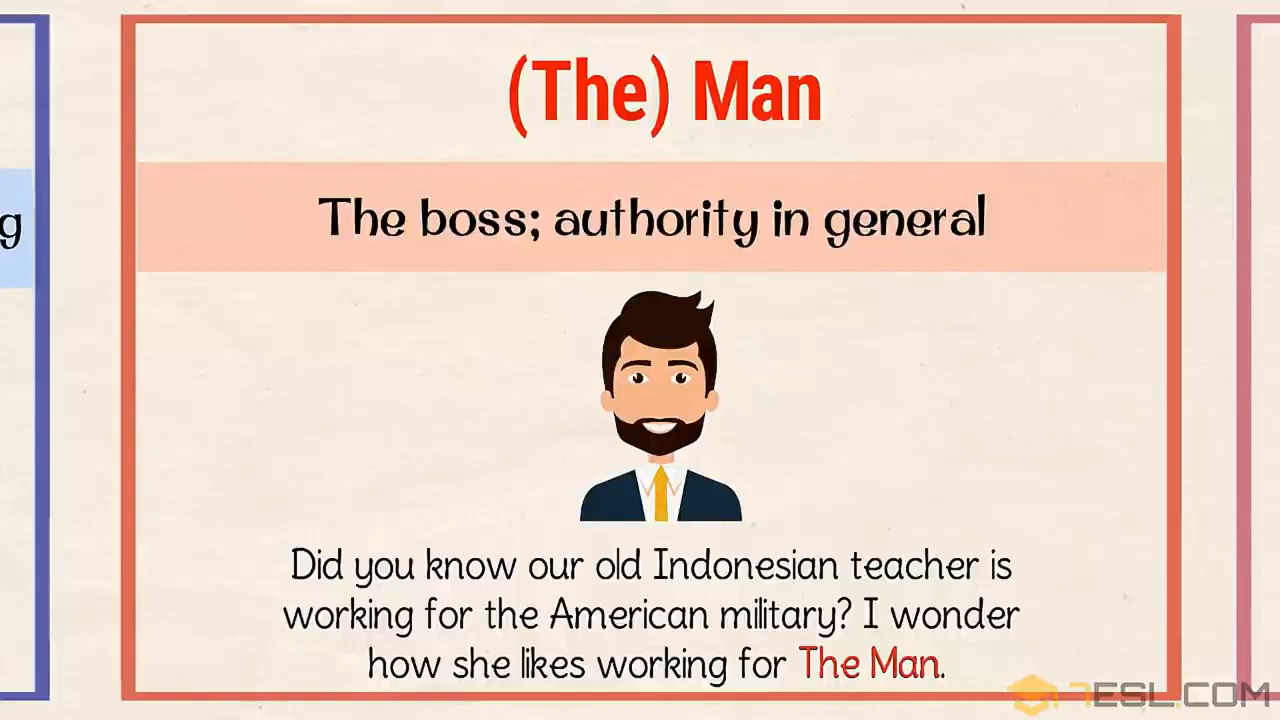 (The) Man
g
The boss; authority in general
Did you know our old Indonesian teacher is
working for the American military? I wonder
how she likes working for The Man.
7ESL.COM